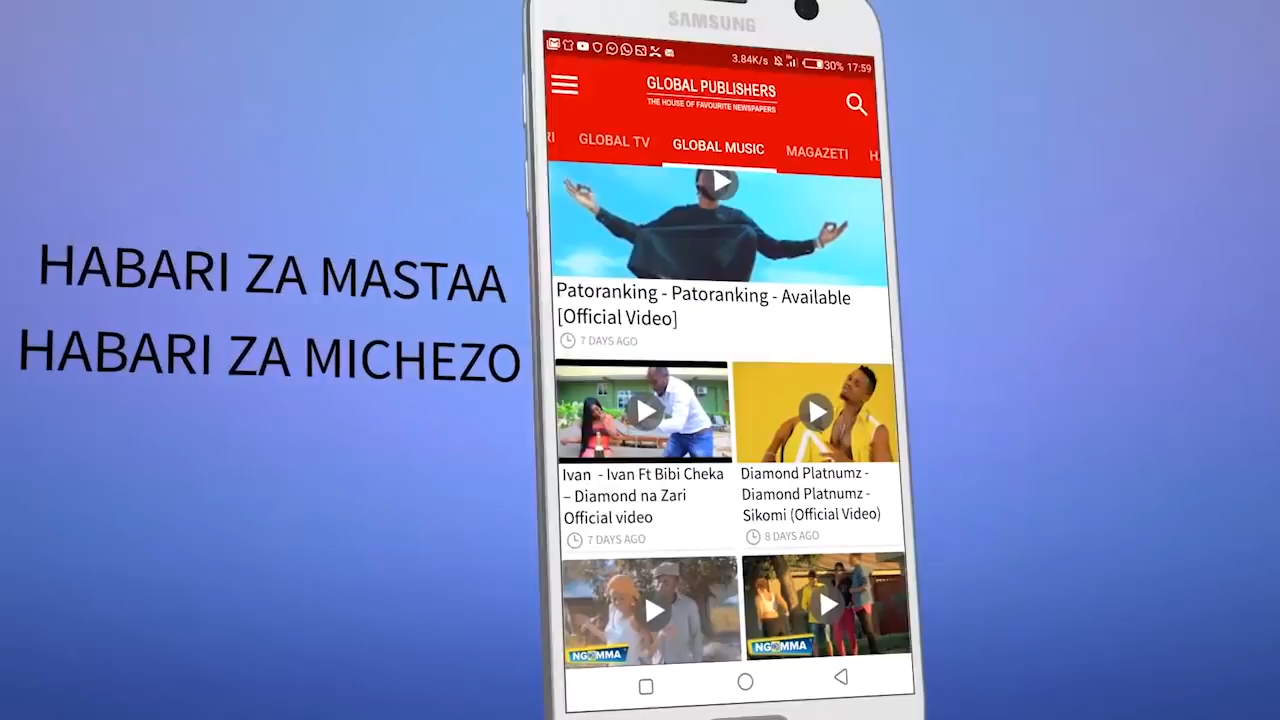 HABARI ZA MASTAA
HABARI ZA MICHEZO
SAMSUNG
3.84K/s 30% 17:59
GLOBAL PUBLISHERS
THE HOUSE OF FAVOURITE NEWSPAPERS
RI GLOBAL TV GLOBAL MUSIC MAGAZETI H
Patoranking - Patoranking - Available
[Official Video]
7 DAYS AGO
Ivan - Ivan Ft Bibi Cheka
– Diamond na Zari
Official video
7 DAYS AGO
Diamond Platnumz -
Diamond Platnumz -
Sikomi (Official Video)
8 DAYS AGO
NGOMMA
NGOMMA